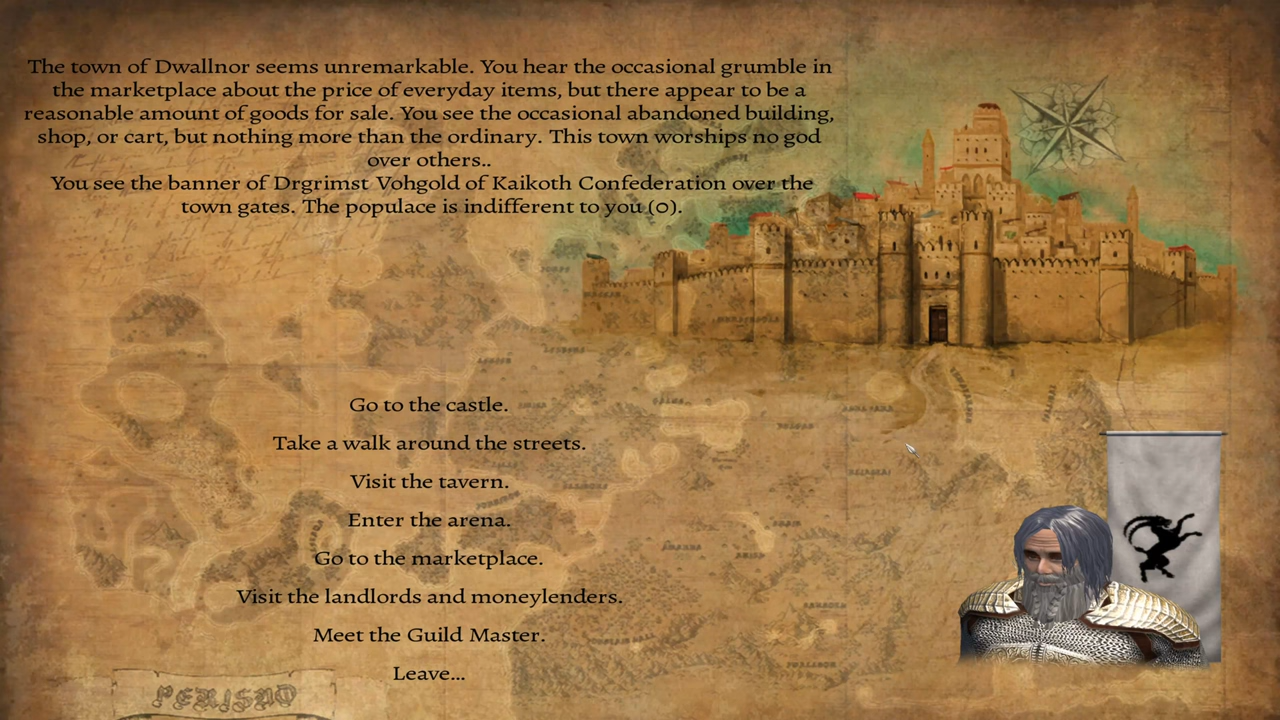 The town of Dwallnor seems unremarkable. You hear the occasional grumble in
the marketplace about the price of everyday items, but there appear to be a
reasonable amount of goods for sale. You see the occasional abandoned building,
shop, or cart, but nothing more than the ordinary. This town worships no god
over others..
You see the banner of Drgrimst Vohgold of Kaikoth Confederation over the
town gates. The populace is indifferent to you (0).
Go to the castle.
Take a walk around the streets.
Visit the tavern.
Enter the arena.
Go to the marketplace.
Visit the landlords and moneylenders.
Meet the Guild Master.
Leave...
PERISNO